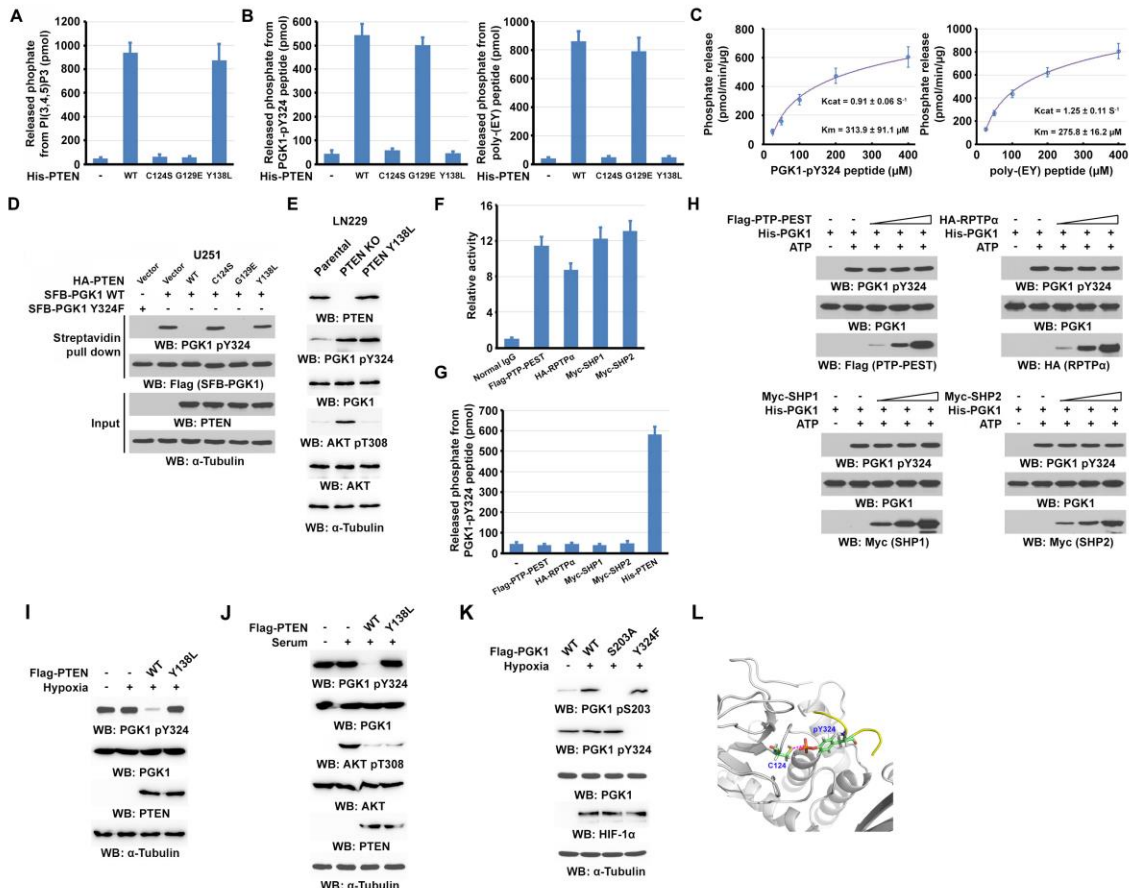 A
Released phophate
from PI(3,4,5)P3 (pmol)
1200
1000
800
600
400
200
0
His-PTEN - WT C124S G129E Y138L
B
Released phosphate from
PGK1-pY324 peptide (pmol)
600
500
400
300
200
100
0
His-PTEN - WT C124S G129E Y138L
Released phosphate from
poly-(EY) peptide (pmol)
1000
800
600
400
200
0
- WT C124S G129E Y138L
C
Phosphate release
(pmol/min/µg)
800
600
400
200
0
Kcat = 0.91 ± 0.06 S⁻¹
Km = 313.9 ± 91.1 µM
0 100 200 300 400
PGK1-pY324 peptide (µM)
Phosphate release
(pmol/min/µg)
1000
800
600
400
200
0
Kcat = 1.25 ± 0.11 S⁻¹
Km = 275.8 ± 16.2 µM
0 100 200 300 400
poly-(EY) peptide (µM)
D
U251
HA-PTEN Vector Vector WT C124S G129E Y138L
SFB-PGK1 WT - + + + + +
SFB-PGK1 Y324F + - - - - -
Streptavidin
pull down
WB: PGK1 pY324
WB: Flag (SFB-PGK1)
Input
WB: PTEN
WB: α-Tubulin
E
LN229
Parental PTEN KO PTEN Y138L
WB: PTEN
WB: PGK1 pY324
WB: PGK1
WB: AKT pT308
WB: AKT
WB: α-Tubulin
F
Relative activity
16
12
8
4
0
Normal IgG Flag-PTP-PEST HA-RPTPα Myc-SHP1 Myc-SHP2
G
Released phosphate from
PGK1-pY324 peptide (pmol)
700
600
500
400
300
200
100
0
- Flag-PTP-PEST HA-RPTPα Myc-SHP1 Myc-SHP2 His-PTEN
H
Flag-PTP-PEST - -
His-PGK1 + + + + +
ATP - + + + +
WB: PGK1 pY324
WB: PGK1
WB: Flag (PTP-PEST)
HA-RPTPα - -
His-PGK1 + + + + +
ATP - + + + +
WB: PGK1 pY324
WB: PGK1
WB: HA (RPTPα)
Myc-SHP1 - -
His-PGK1 + + + + +
ATP - + + + +
WB: PGK1 pY324
WB: PGK1
WB: Myc (SHP1)
Myc-SHP2 - -
His-PGK1 + + + + +
ATP - + + + +
WB: PGK1 pY324
WB: PGK1
WB: Myc (SHP2)
I
Flag-PTEN - - WT Y138L
Hypoxia - + + +
WB: PGK1 pY324
WB: PGK1
WB: PTEN
WB: α-Tubulin
J
Flag-PTEN - - WT Y138L
Serum - + + +
WB: PGK1 pY324
WB: PGK1
WB: AKT pT308
WB: AKT
WB: PTEN
WB: α-Tubulin
K
Flag-PGK1 WT WT S203A Y324F
Hypoxia - + + +
WB: PGK1 pS203
WB: PGK1 pY324
WB: PGK1
WB: HIF-1α
WB: α-Tubulin
L
pY324
C124